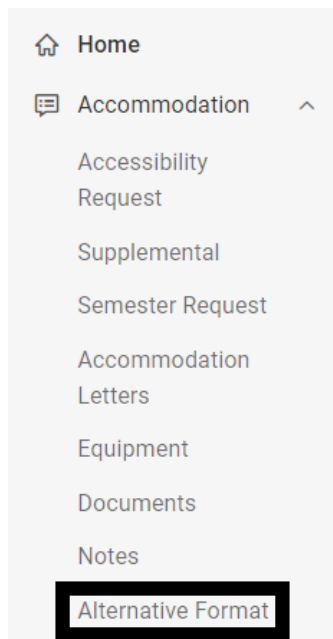 Home
Accommodation
Accessibility
Request
Supplemental
Semester Request
Accommodation
Letters
Equipment
Documents
Notes
Alternative Format